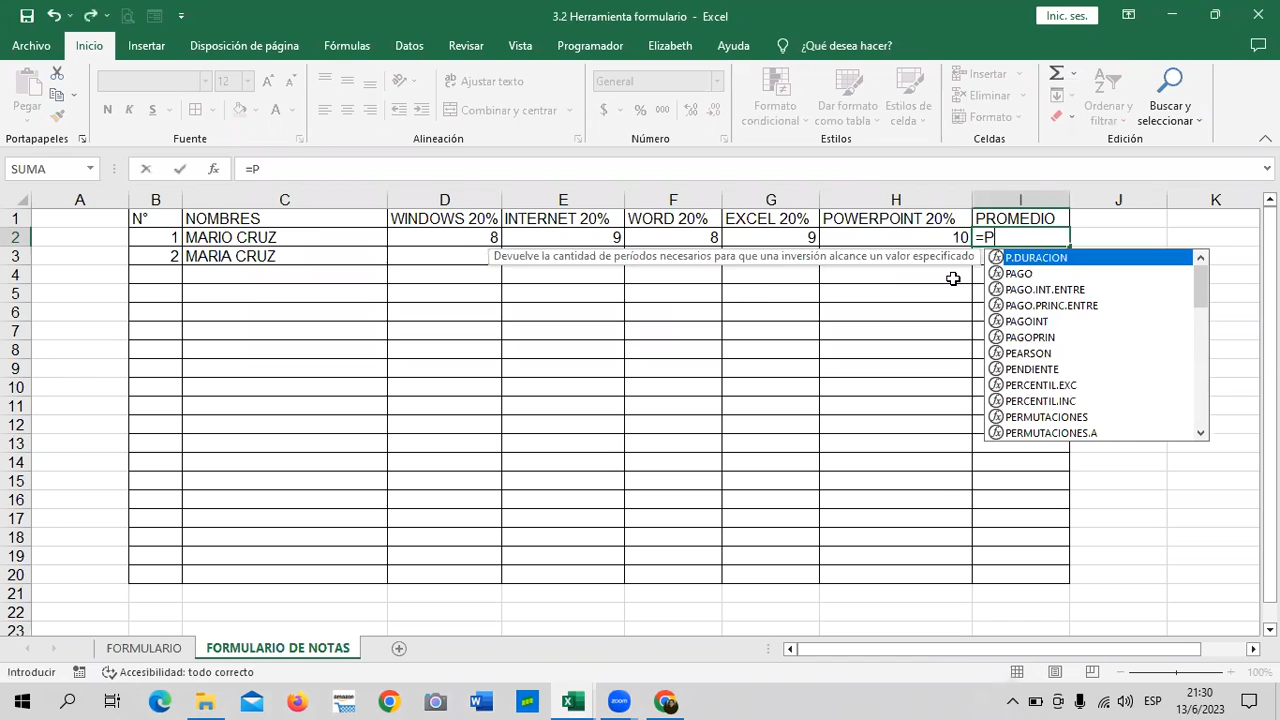 3.2 Herramienta formulario - Excel
Inic. ses.
Archivo Inicio Insertar Disposición de página Fórmulas Datos Revisar Vista Programador Elizabeth Ayuda ¿Qué desea hacer?
Pegar
12
N K S
A
Ajustar texto
Combinar y centrar
General
$ % 000
Formato condicional
Dar formato como tabla
Estilos de celda
Insertar
Eliminar
Formato
Ordenar y filtrar
Buscar y seleccionar
Portapapeles Fuente Alineación Número Estilos Celdas Edición
SUMA fx =P
A B C D E F G H I J K
1 N° NOMBRES WINDOWS 20% INTERNET 20% WORD 20% EXCEL 20% POWERPOINT 20% PROMEDIO
2 1 MARIO CRUZ 8 9 8 9 10 =P
3 2 MARIA CRUZ
Devuelve la cantidad de períodos necesarios para que una inversión alcance un valor especificado
P.DURACION
PAGO
PAGO.INT.ENTRE
PAGO.PRINC.ENTRE
PAGOINT
PAGOPRIN
PEARSON
PENDIENTE
PERCENTIL.EXC
PERCENTIL.INC
PERMUTACIONES
PERMUTACIONES.A
4
5
6
7
8
9
10
11
12
13
14
15
16
17
18
19
20
21
22
23
FORMULARIO FORMULARIO DE NOTAS
Introducir Accesibilidad: todo correcto 100%
amazon
zoom
ESP
21:30
13/6/2023